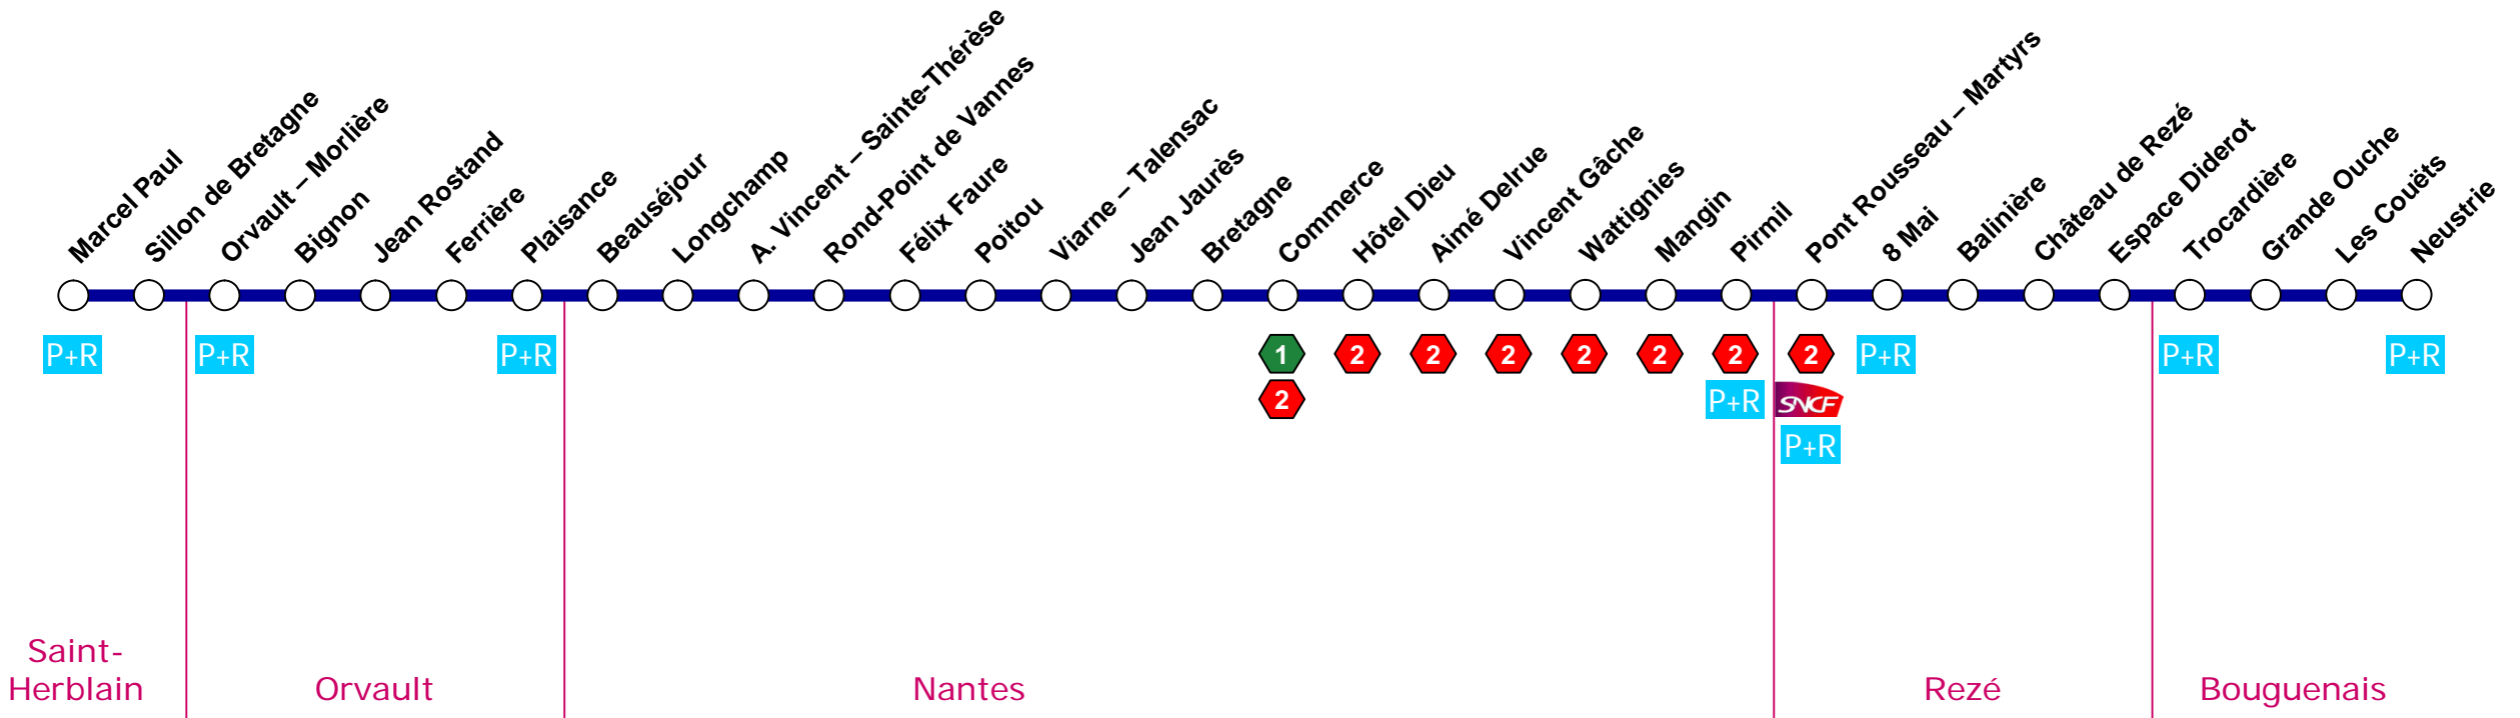 Marcel Paul
Sillon de Bretagne
Orvault – Morlière
Bignon
Jean Rostand
Ferrière
Plaisance
Beauséjour
Longchamp
A. Vincent – Sainte-Thérèse
Rond-Point de Vannes
Félix Faure
Poitou
Viarne – Talensac
Jean Jaurès
Bretagne
Commerce
Hôtel Dieu
Aimé Delrue
Vincent Gâche
Wattignies
Mangin
Pirmil
Pont Rousseau – Martyrs
8 Mai
Balinière
Château de Rezé
Espace Diderot
Trocardière
Grande Ouche
Les Couëts
Neustrie
P+R P+R P+R 1 2 2 2 2 2 2 2 P+R P+R P+R
2 P+R SNCF
P+R
Saint-
Herblain Orvault Nantes Rezé Bouguenais